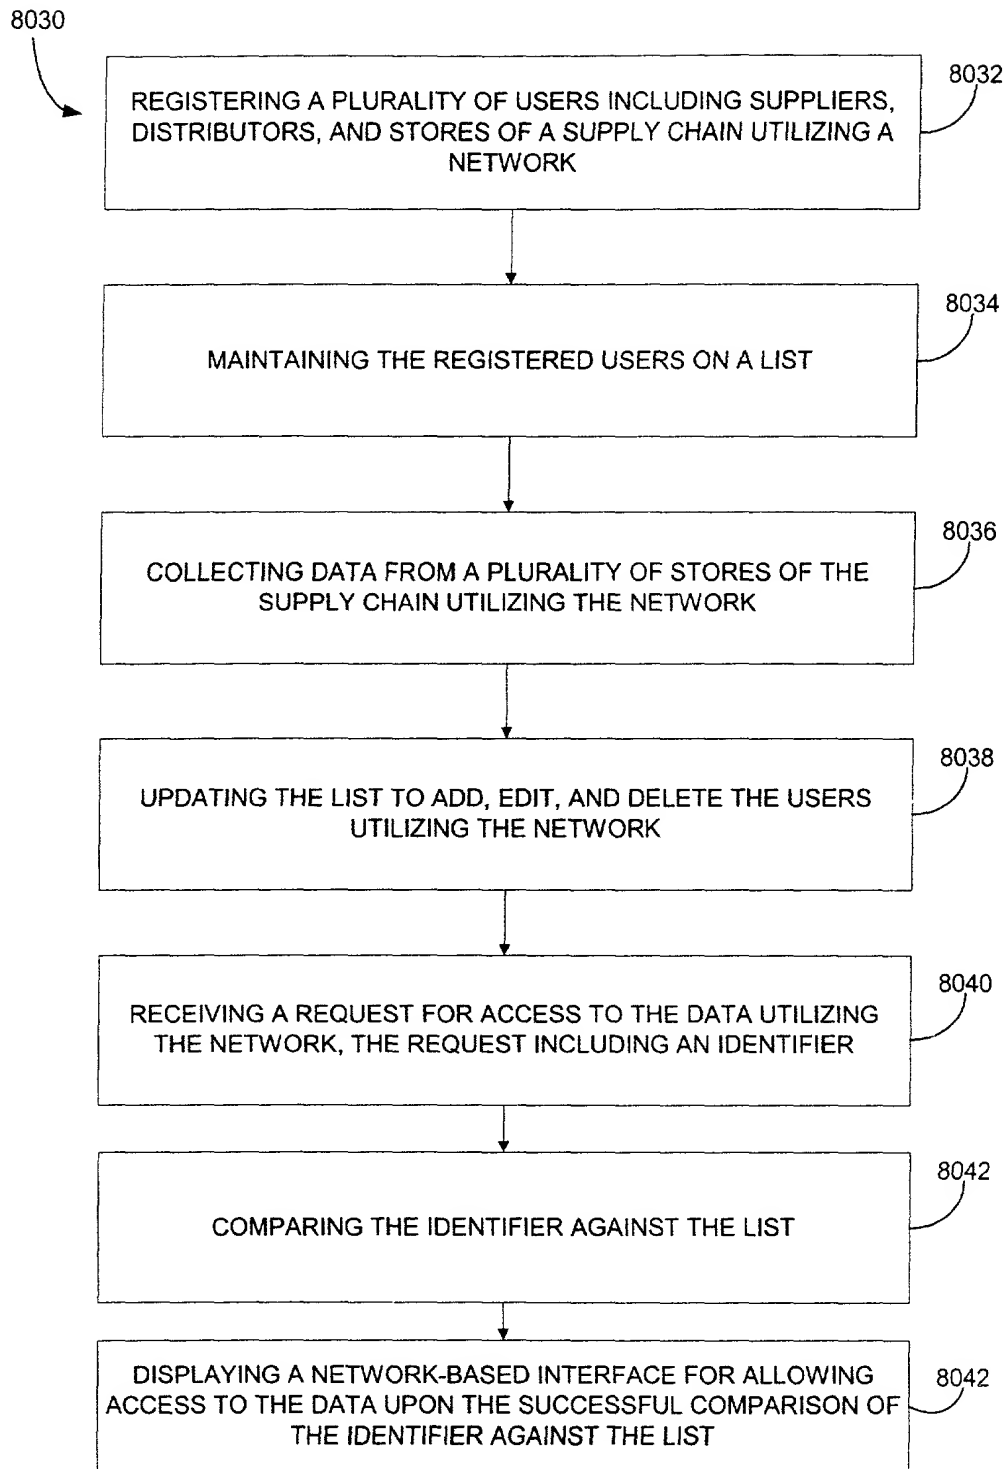 8030
8032
REGISTERING A PLURALITY OF USERS INCLUDING SUPPLIERS,
DISTRIBUTORS, AND STORES OF A SUPPLY CHAIN UTILIZING A
NETWORK
8034
MAINTAINING THE REGISTERED USERS ON A LIST
8036
COLLECTING DATA FROM A PLURALITY OF STORES OF THE
SUPPLY CHAIN UTILIZING THE NETWORK
8038
UPDATING THE LIST TO ADD, EDIT, AND DELETE THE USERS
UTILIZING THE NETWORK
8040
RECEIVING A REQUEST FOR ACCESS TO THE DATA UTILIZING
THE NETWORK, THE REQUEST INCLUDING AN IDENTIFIER
8042
COMPARING THE IDENTIFIER AGAINST THE LIST
8042
DISPLAYING A NETWORK-BASED INTERFACE FOR ALLOWING
ACCESS TO THE DATA UPON THE SUCCESSFUL COMPARISON OF
THE IDENTIFIER AGAINST THE LIST